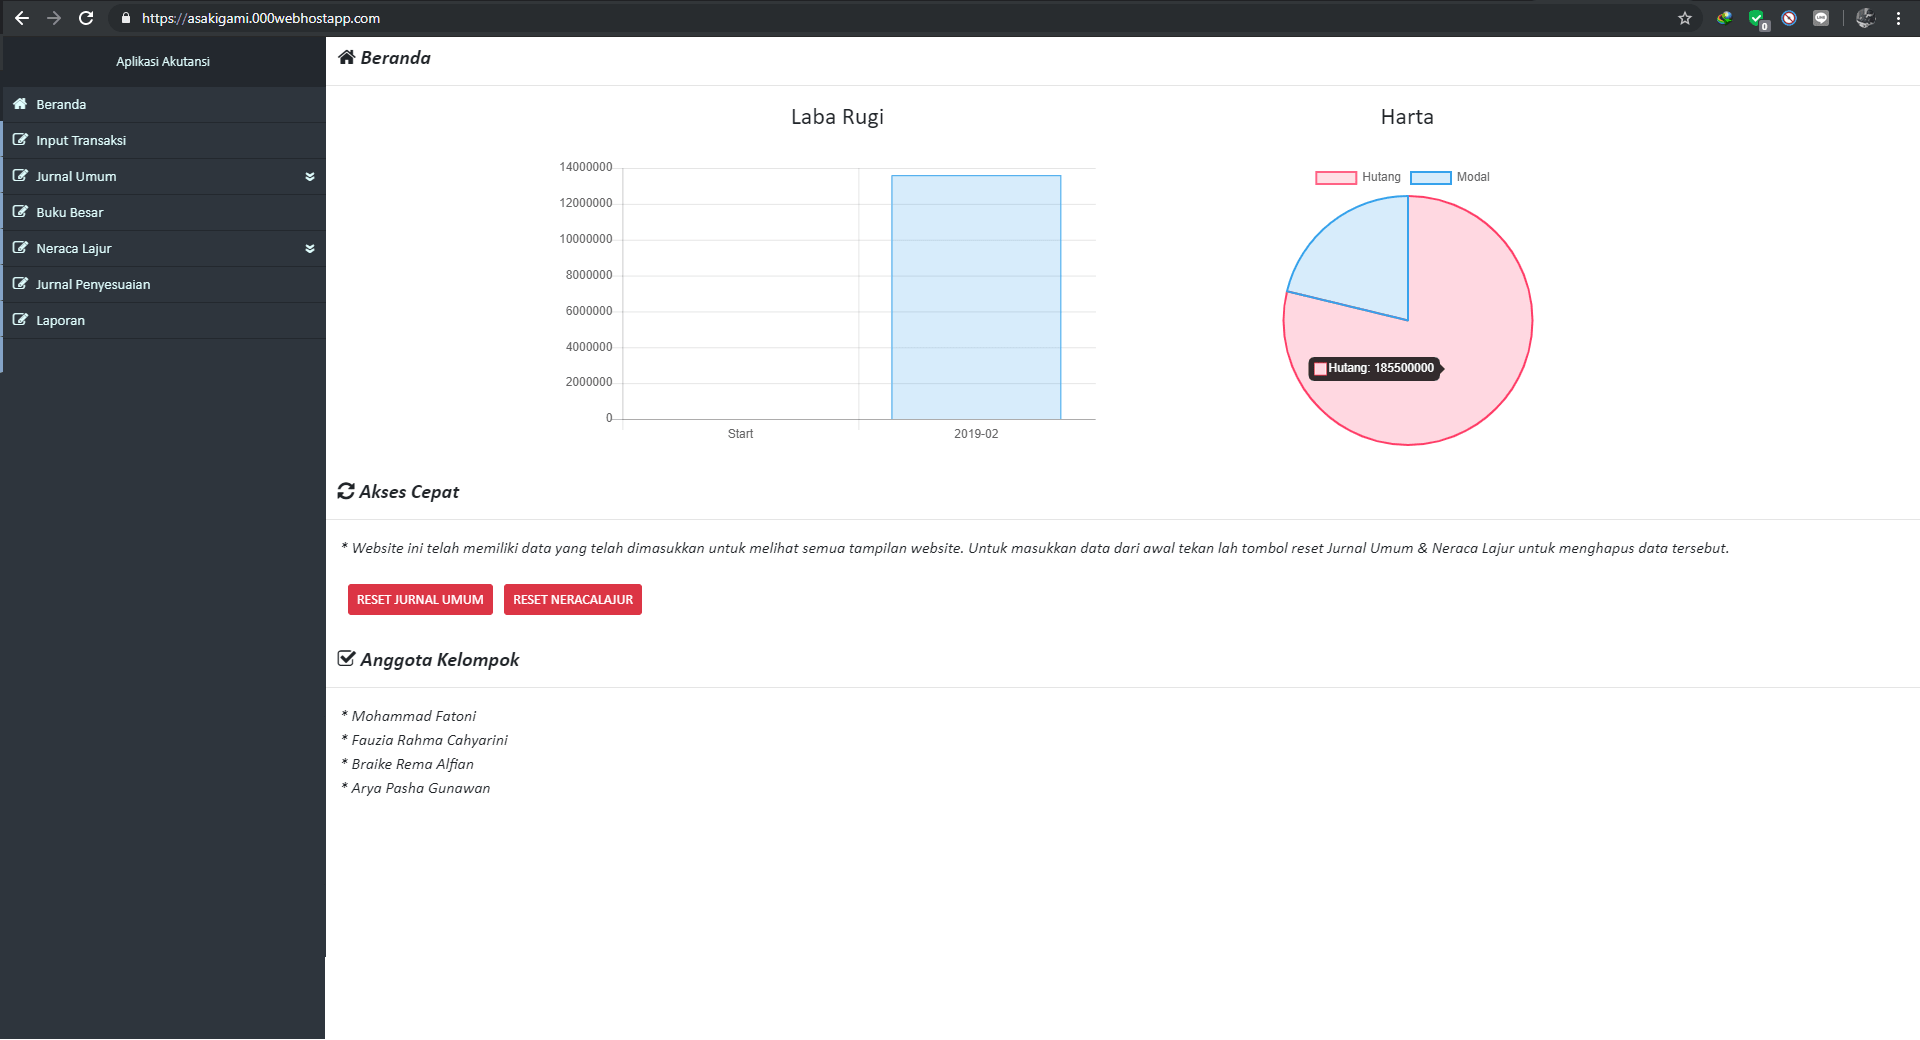 https://asakigami.000webhostapp.com
0
Aplikasi Akutansi
Beranda
Input Transaksi
Jurnal Umum
Buku Besar
Neraca Lajur
Jurnal Penyesuaian
Laporan
Beranda
Laba Rugi
14000000
12000000
10000000
8000000
6000000
4000000
2000000
0
Start
2019-02
Harta
Hutang
Modal
Hutang: 185500000
Akses Cepat
* Website ini telah memiliki data yang telah dimasukkan untuk melihat semua tampilan website. Untuk masukkan data dari awal tekan lah tombol reset Jurnal Umum & Neraca Lajur untuk menghapus data tersebut.
RESET JURNAL UMUM
RESET NERACALAJUR
Anggota Kelompok
* Mohammad Fatoni
* Fauzia Rahma Cahyarini
* Braike Rema Alfian
* Arya Pasha Gunawan